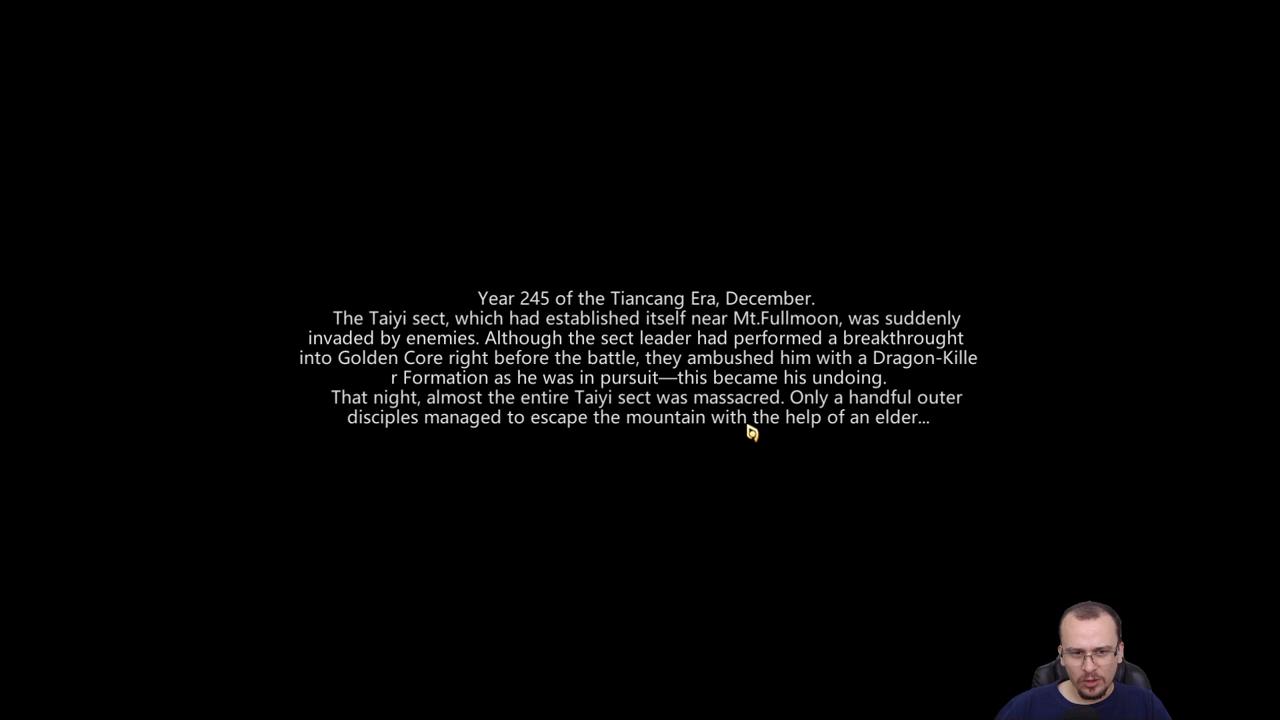 Year 245 of the Tiancang Era, December.
The Taiyi sect, which had established itself near Mt.Fullmoon, was suddenly
invaded by enemies. Although the sect leader had performed a breakthrought
into Golden Core right before the battle, they ambushed him with a Dragon-Kille
r Formation as he was in pursuit—this became his undoing.
That night, almost the entire Taiyi sect was massacred. Only a handful outer
disciples managed to escape the mountain with the help of an elder...